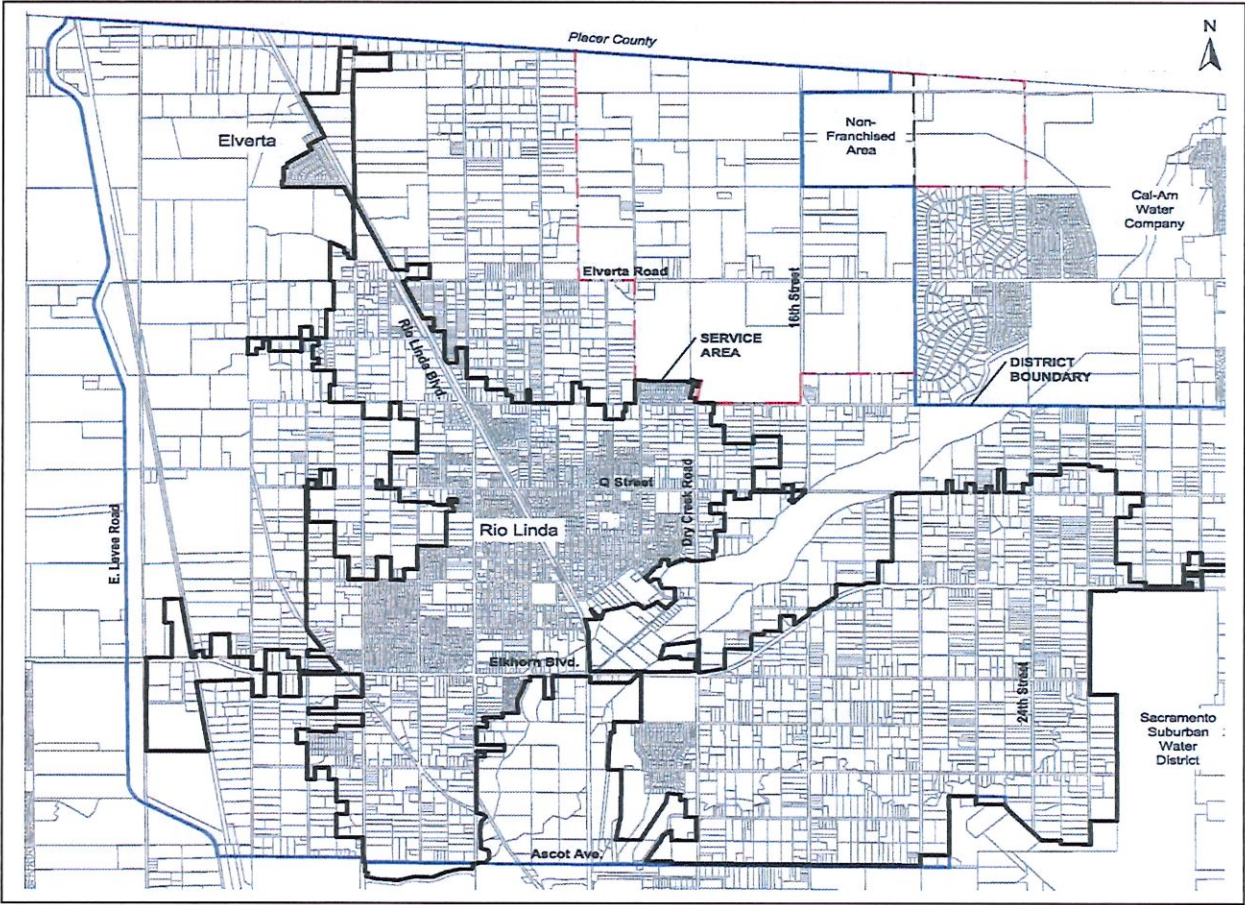 Placer County
N
Elverta
Non-
Franchised
Area
Cal-Am
Water
Company
Elverta Road
16th Street
Rio Linda Blvd.
SERVICE
AREA
DISTRICT
BOUNDARY
Q Street
Dry Creek Road
Rio Linda
E. Levee Road
Elkhorn Blvd.
24th Street
Sacramento
Suburban
Water
District
Ascot Ave.